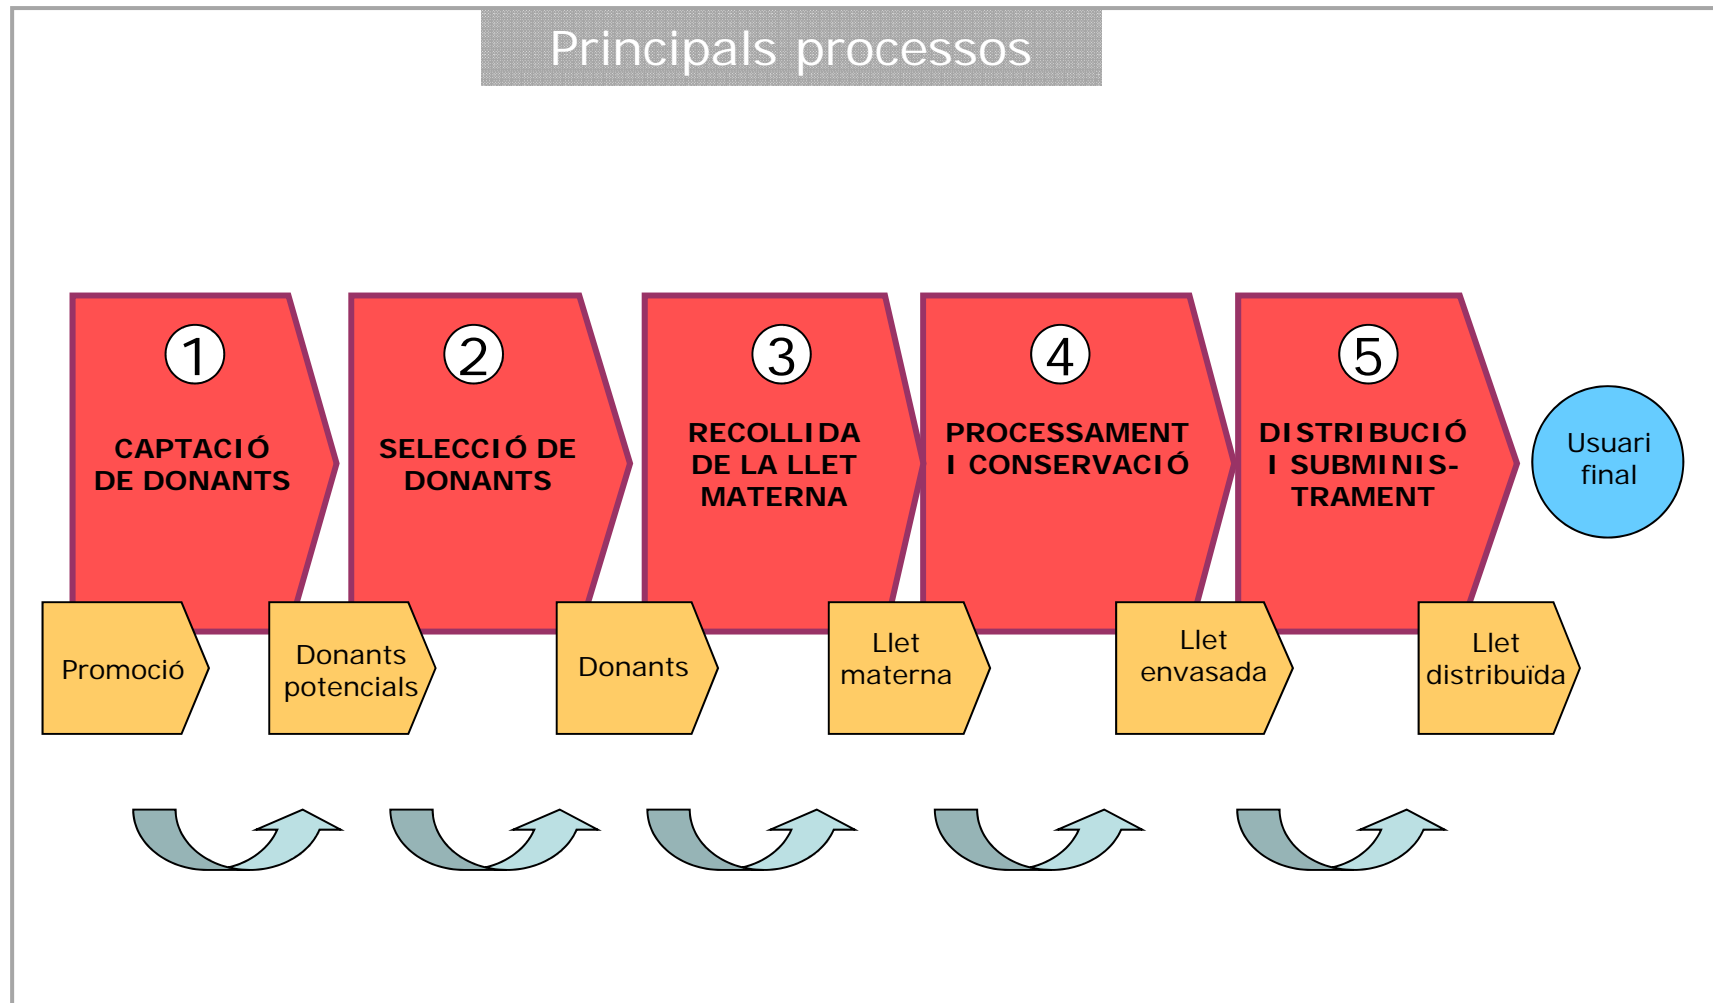 Principals processos
1
CAPTACIÓ
DE DONANTS
2
SELECCIÓ DE
DONANTS
3
RECOLLIDA
DE LA LLET
MATERNA
4
PROCESSAMENT
I CONSERVACIÓ
5
DISTRIBUCIÓ
I SUBMINIS-
TRAMENT
Usuari
final
Promoció
Donants
potencials
Donants
Llet
materna
Llet
envasada
Llet
distribuïda